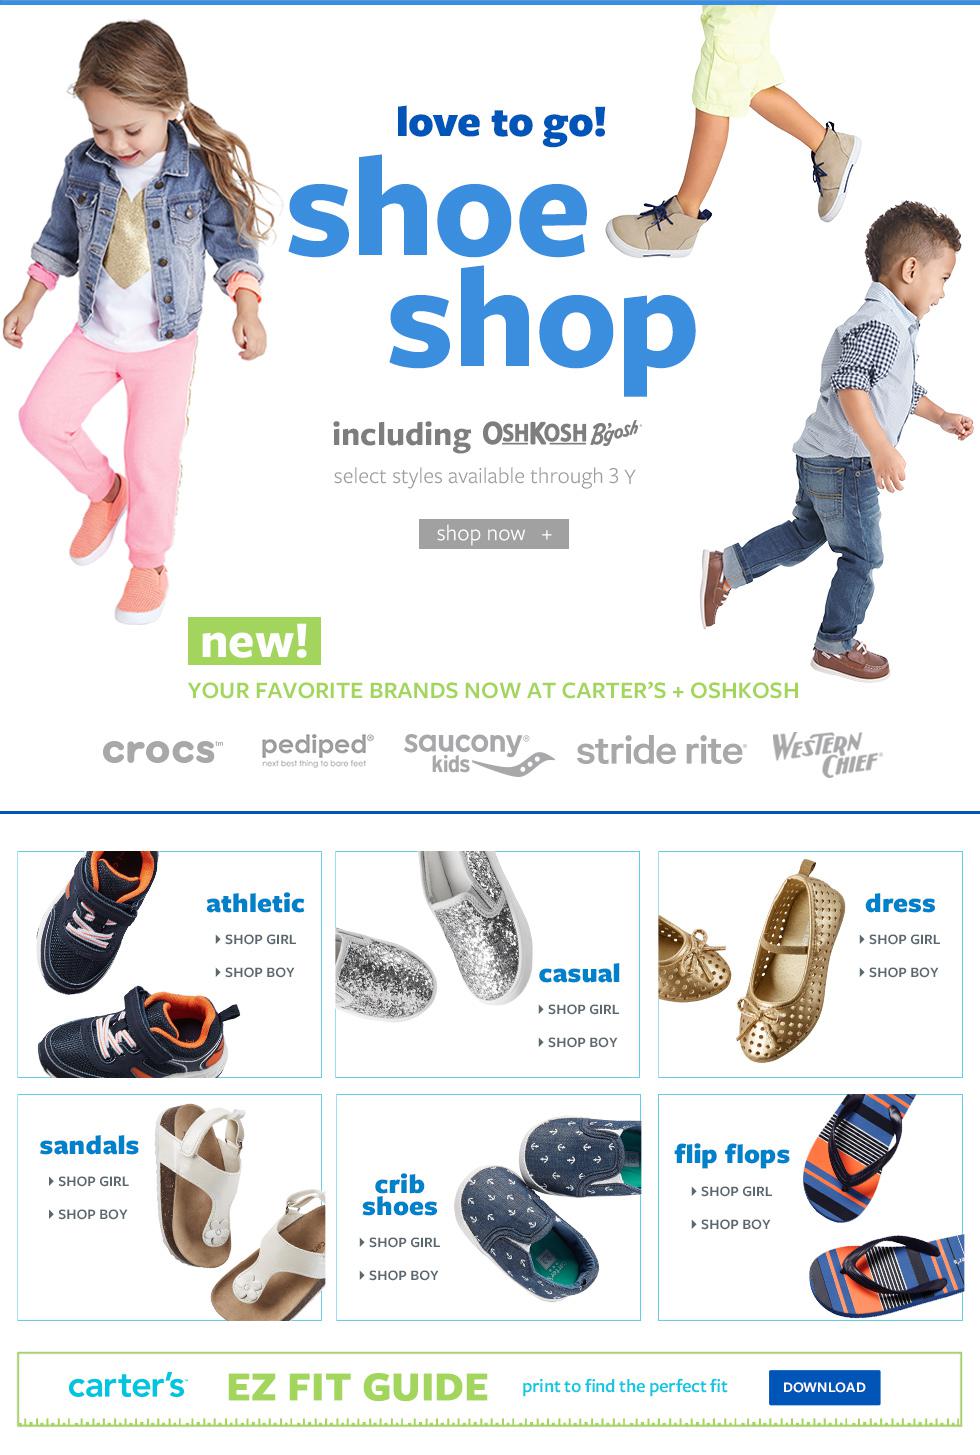 love to go!
shoe
shop
including OSHKOSH B'gosh
select styles available through 3 Y
shop now +
new!
YOUR FAVORITE BRANDS NOW AT CARTER'S + OSHKOSH
crocs™
pediped®
next best thing to bare feet
saucony®
kids
stride rite®
WESTERN
CHIEF®
athletic
SHOP GIRL
SHOP BOY
casual
SHOP GIRL
SHOP BOY
dress
SHOP GIRL
SHOP BOY
sandals
SHOP GIRL
SHOP BOY
crib
shoes
SHOP GIRL
SHOP BOY
flip flops
SHOP GIRL
SHOP BOY
carter's
EZ FIT GUIDE
print to find the perfect fit
DOWNLOAD